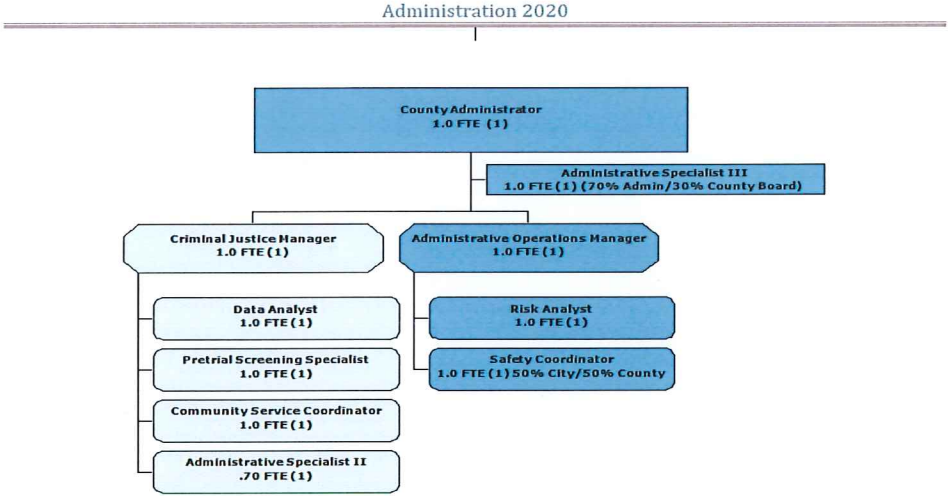 Administration 2020
County Administrator
1.0 FTE (1)
Administrative Specialist III
1.0 FTE (1) (70% Admin/30% County Board)
Criminal Justice Manager
1.0 FTE (1)
Administrative Operations Manager
1.0 FTE (1)
Data Analyst
1.0 FTE (1)
Pretrial Screening Specialist
1.0 FTE (1)
Community Service Coordinator
1.0 FTE (1)
Administrative Specialist II
.70 FTE (1)
Risk Analyst
1.0 FTE (1)
Safety Coordinator
1.0 FTE (1) 50% City/50% County